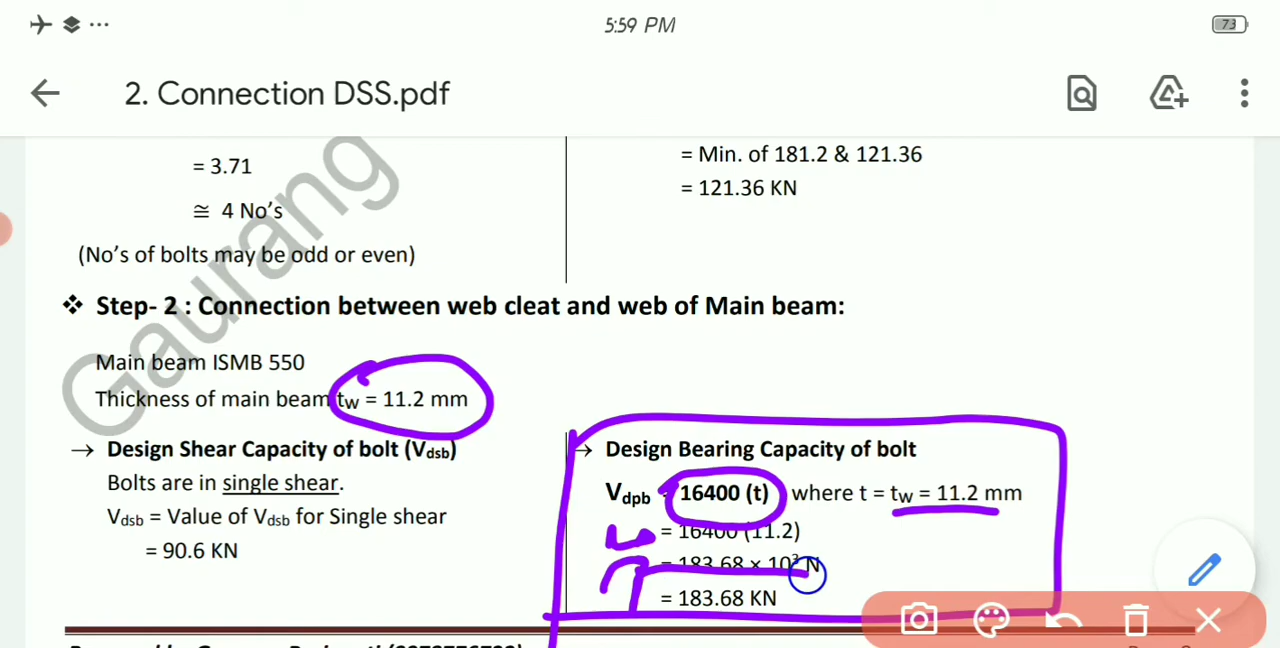 5:59 PM
73
2. Connection DSS.pdf
= 3.71
≅ 4 No's
(No's of bolts may be odd or even)
= Min. of 181.2 & 121.36
= 121.36 KN
Gaurang
❖ Step- 2 : Connection between web cleat and web of Main beam:
Main beam ISMB 550
Thickness of main beam tw = 11.2 mm
→ Design Shear Capacity of bolt (Vdsb)
Bolts are in single shear.
Vdsb = Value of Vdsb for Single shear
= 90.6 KN
→ Design Bearing Capacity of bolt
Vdpb = 16400 (t) where t = tw = 11.2 mm
= 16400 (11.2)
= 183.68 × 10³ N
= 183.68 KN